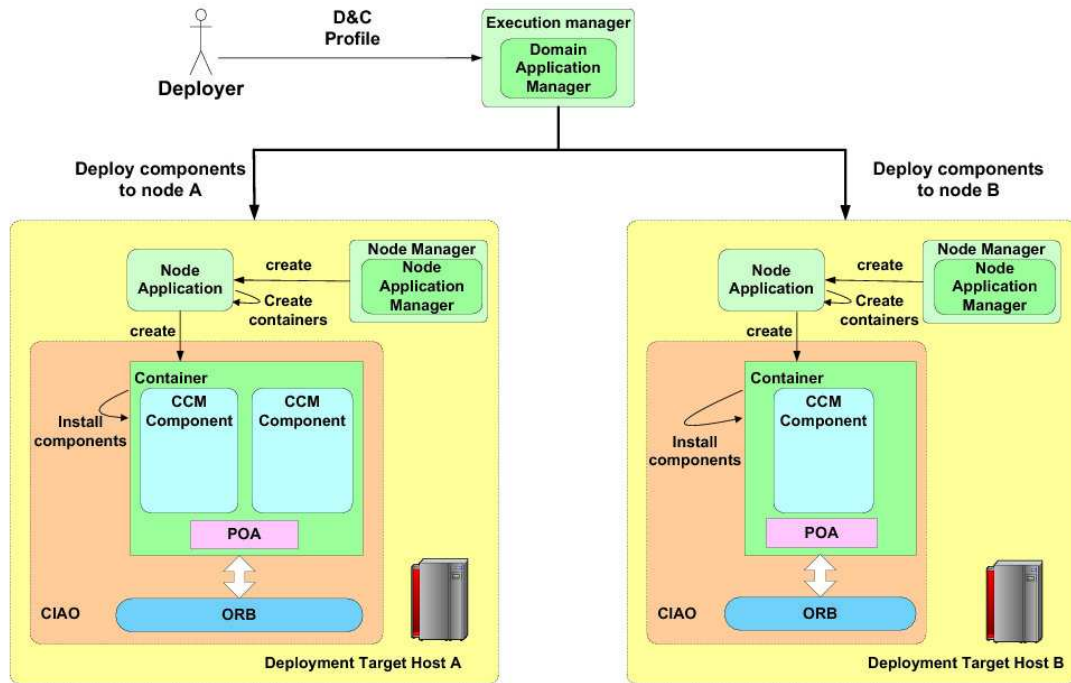 D&C
Profile
Deployer
Execution manager
Domain
Application
Manager
Deploy components
to node A
Deploy components
to node B
Node
Application
create
Node Manager
Node
Application
Manager
Create
containers
create
Container
CCM
Component
CCM
Component
Install
components
POA
CIAO
ORB
Deployment Target Host A
Node
Application
create
Node Manager
Node
Application
Manager
Create
containers
create
Container
CCM
Component
Install
components
POA
CIAO
ORB
Deployment Target Host B